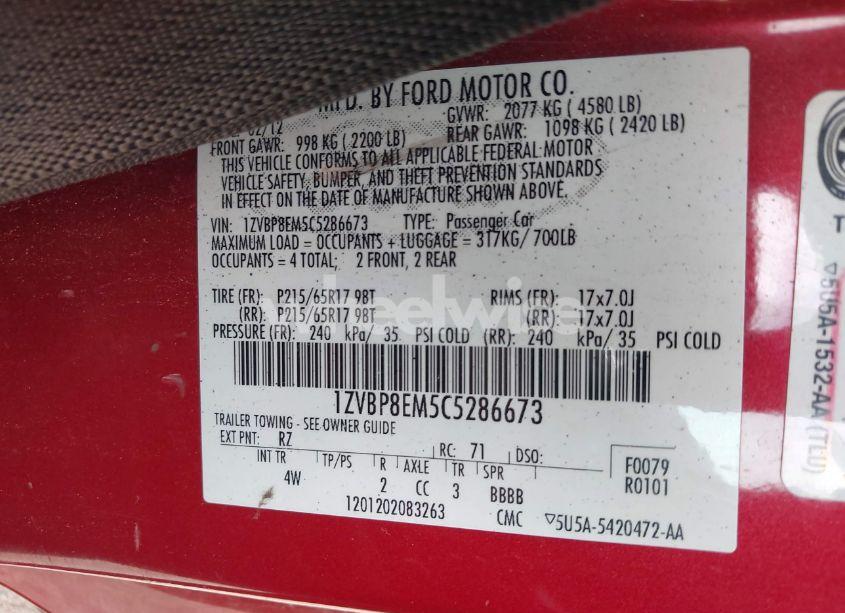 MFD. BY FORD MOTOR CO.
02/12 GVWR: 2077 KG ( 4580 LB)
FRONT GAWR: 998 KG ( 2200 LB) REAR GAWR: 1098 KG ( 2420 LB)
THIS VEHICLE CONFORMS TO ALL APPLICABLE FEDERAL MOTOR
VEHICLE SAFETY, BUMPER, AND THEFT PREVENTION STANDARDS
IN EFFECT ON THE DATE OF MANUFACTURE SHOWN ABOVE.
VIN: 1ZVBP8EM5C5286673 TYPE: Passenger Car
MAXIMUM LOAD = OCCUPANTS + LUGGAGE = 317KG/ 700LB
OCCUPANTS = 4 TOTAL; 2 FRONT, 2 REAR
TIRE (FR): P215/65R17 98T RIMS (FR): 17x7.0J
(RR): P215/65R17 98T (RR): 17x7.0J
PRESSURE (FR): 240 kPa/ 35 PSI COLD (RR): 240 kPa/ 35 PSI COLD
wheelwire
1ZVBP8EM5C5286673
TRAILER TOWING - SEE OWNER GUIDE
EXT PNT: RZ RC: 71 DSO:
INT TR TP/PS R AXLE TR SPR
4W 2 CC 3 BBBB
F0079
R0101
1201202083263 CMC ▽5U5A-5420472-AA
T
▽5U5A-1532-AA (TEU)